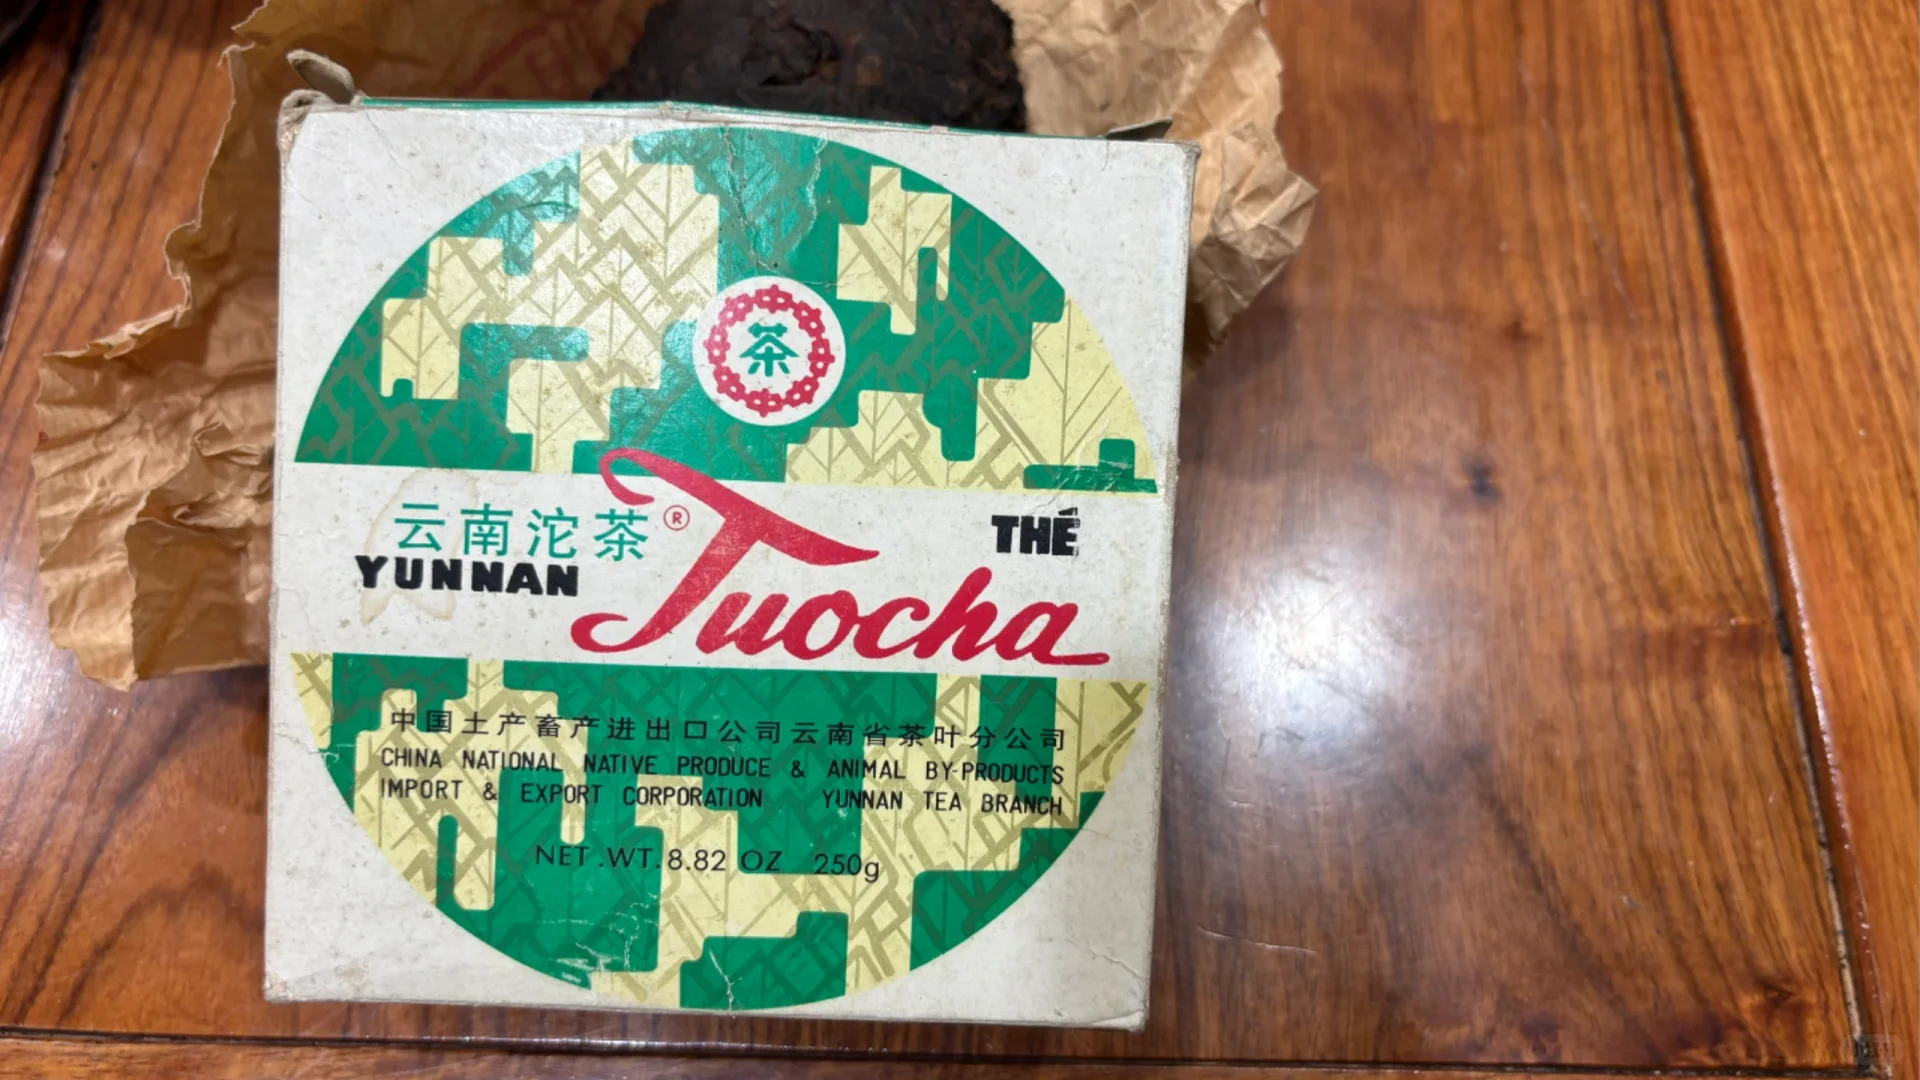 茶
云南沱茶®
YUNNAN
Tuocha
THÉ
中国土产畜产进出口公司云南省茶叶分公司
CHINA NATIONAL NATIVE PRODUCE & ANIMAL BY-PRODUCTS
IMPORT & EXPORT CORPORATION YUNNAN TEA BRANCH
NET.WT.8.82 OZ 250g